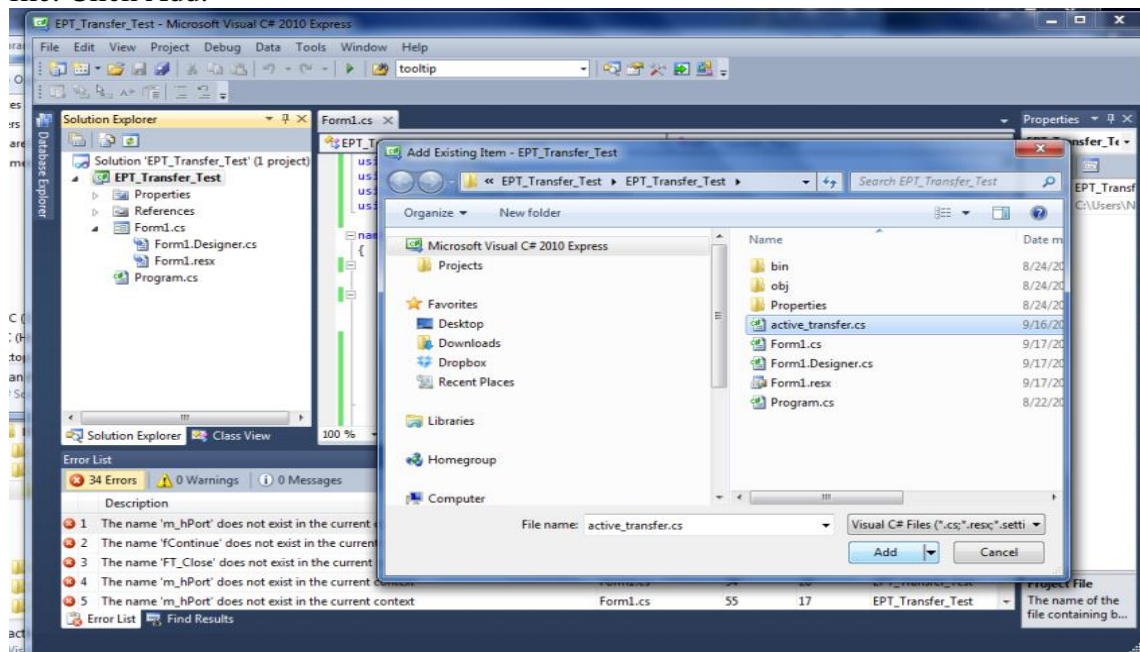 EPT_Transfer_Test - Microsoft Visual C# 2010 Express
File Edit View Project Debug Data Tools Window Help
tooltip
Database Explorer
Solution Explorer
Solution 'EPT_Transfer_Test' (1 project)
EPT_Transfer_Test
Properties
References
Form1.cs
Form1.Designer.cs
Form1.resx
Program.cs
Solution Explorer Class View
Form1.cs
EPT_T
usi
usi
usi
usi
nam
{
100 %
Add Existing Item - EPT_Transfer_Test
« EPT_Transfer_Test EPT_Transfer_Test
Search EPT_Transfer_Test
Organize New folder
Microsoft Visual C# 2010 Express
Projects
Favorites
Desktop
Downloads
Dropbox
Recent Places
Libraries
Homegroup
Computer
Name Date m
bin 8/24/20
obj 8/24/20
Properties 8/24/20
active_transfer.cs 9/16/20
Form1.cs 9/17/20
Form1.Designer.cs 9/17/20
Form1.resx 9/17/20
Program.cs 8/22/20
File name: active_transfer.cs
Visual C# Files (*.cs;*.resx;*.setti
Add Cancel
Properties
nsfer_Te
EPT_Transf
C:\Users\N
Project File
The name of the
file containing b...
Error List
34 Errors 0 Warnings 0 Messages
Description
1 The name 'm_hPort' does not exist in the current
2 The name 'fContinue' does not exist in the current
3 The name 'FT_Close' does not exist in the current
4 The name 'm_hPort' does not exist in the current context
5 The name 'm_hPort' does not exist in the current context Form1.cs 55 17 EPT_Transfer_Test
Error List Find Results